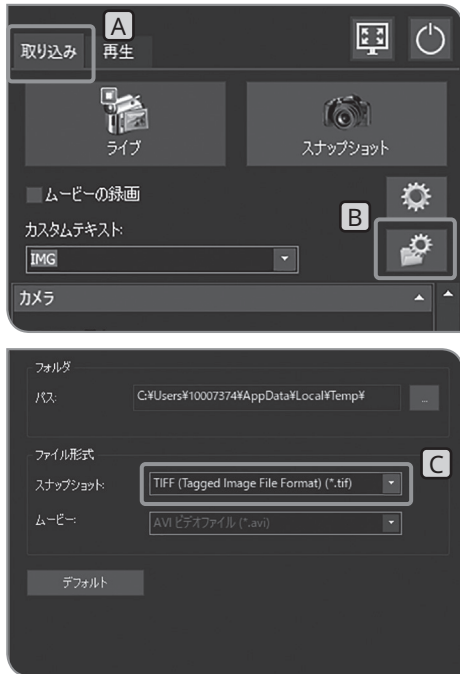 A
取り込み 再生
ライブ スナップショット
ムービーの録画
B
カスタムテキスト:
IMG
カメラ
フォルダ
パス: C:¥Users¥10007374¥AppData¥Local¥Temp¥ ...
ファイル形式
C
スナップショット: TIFF (Tagged Image File Format) (*.tif)
ムービー: AVI ビデオファイル (*.avi)
デフォルト